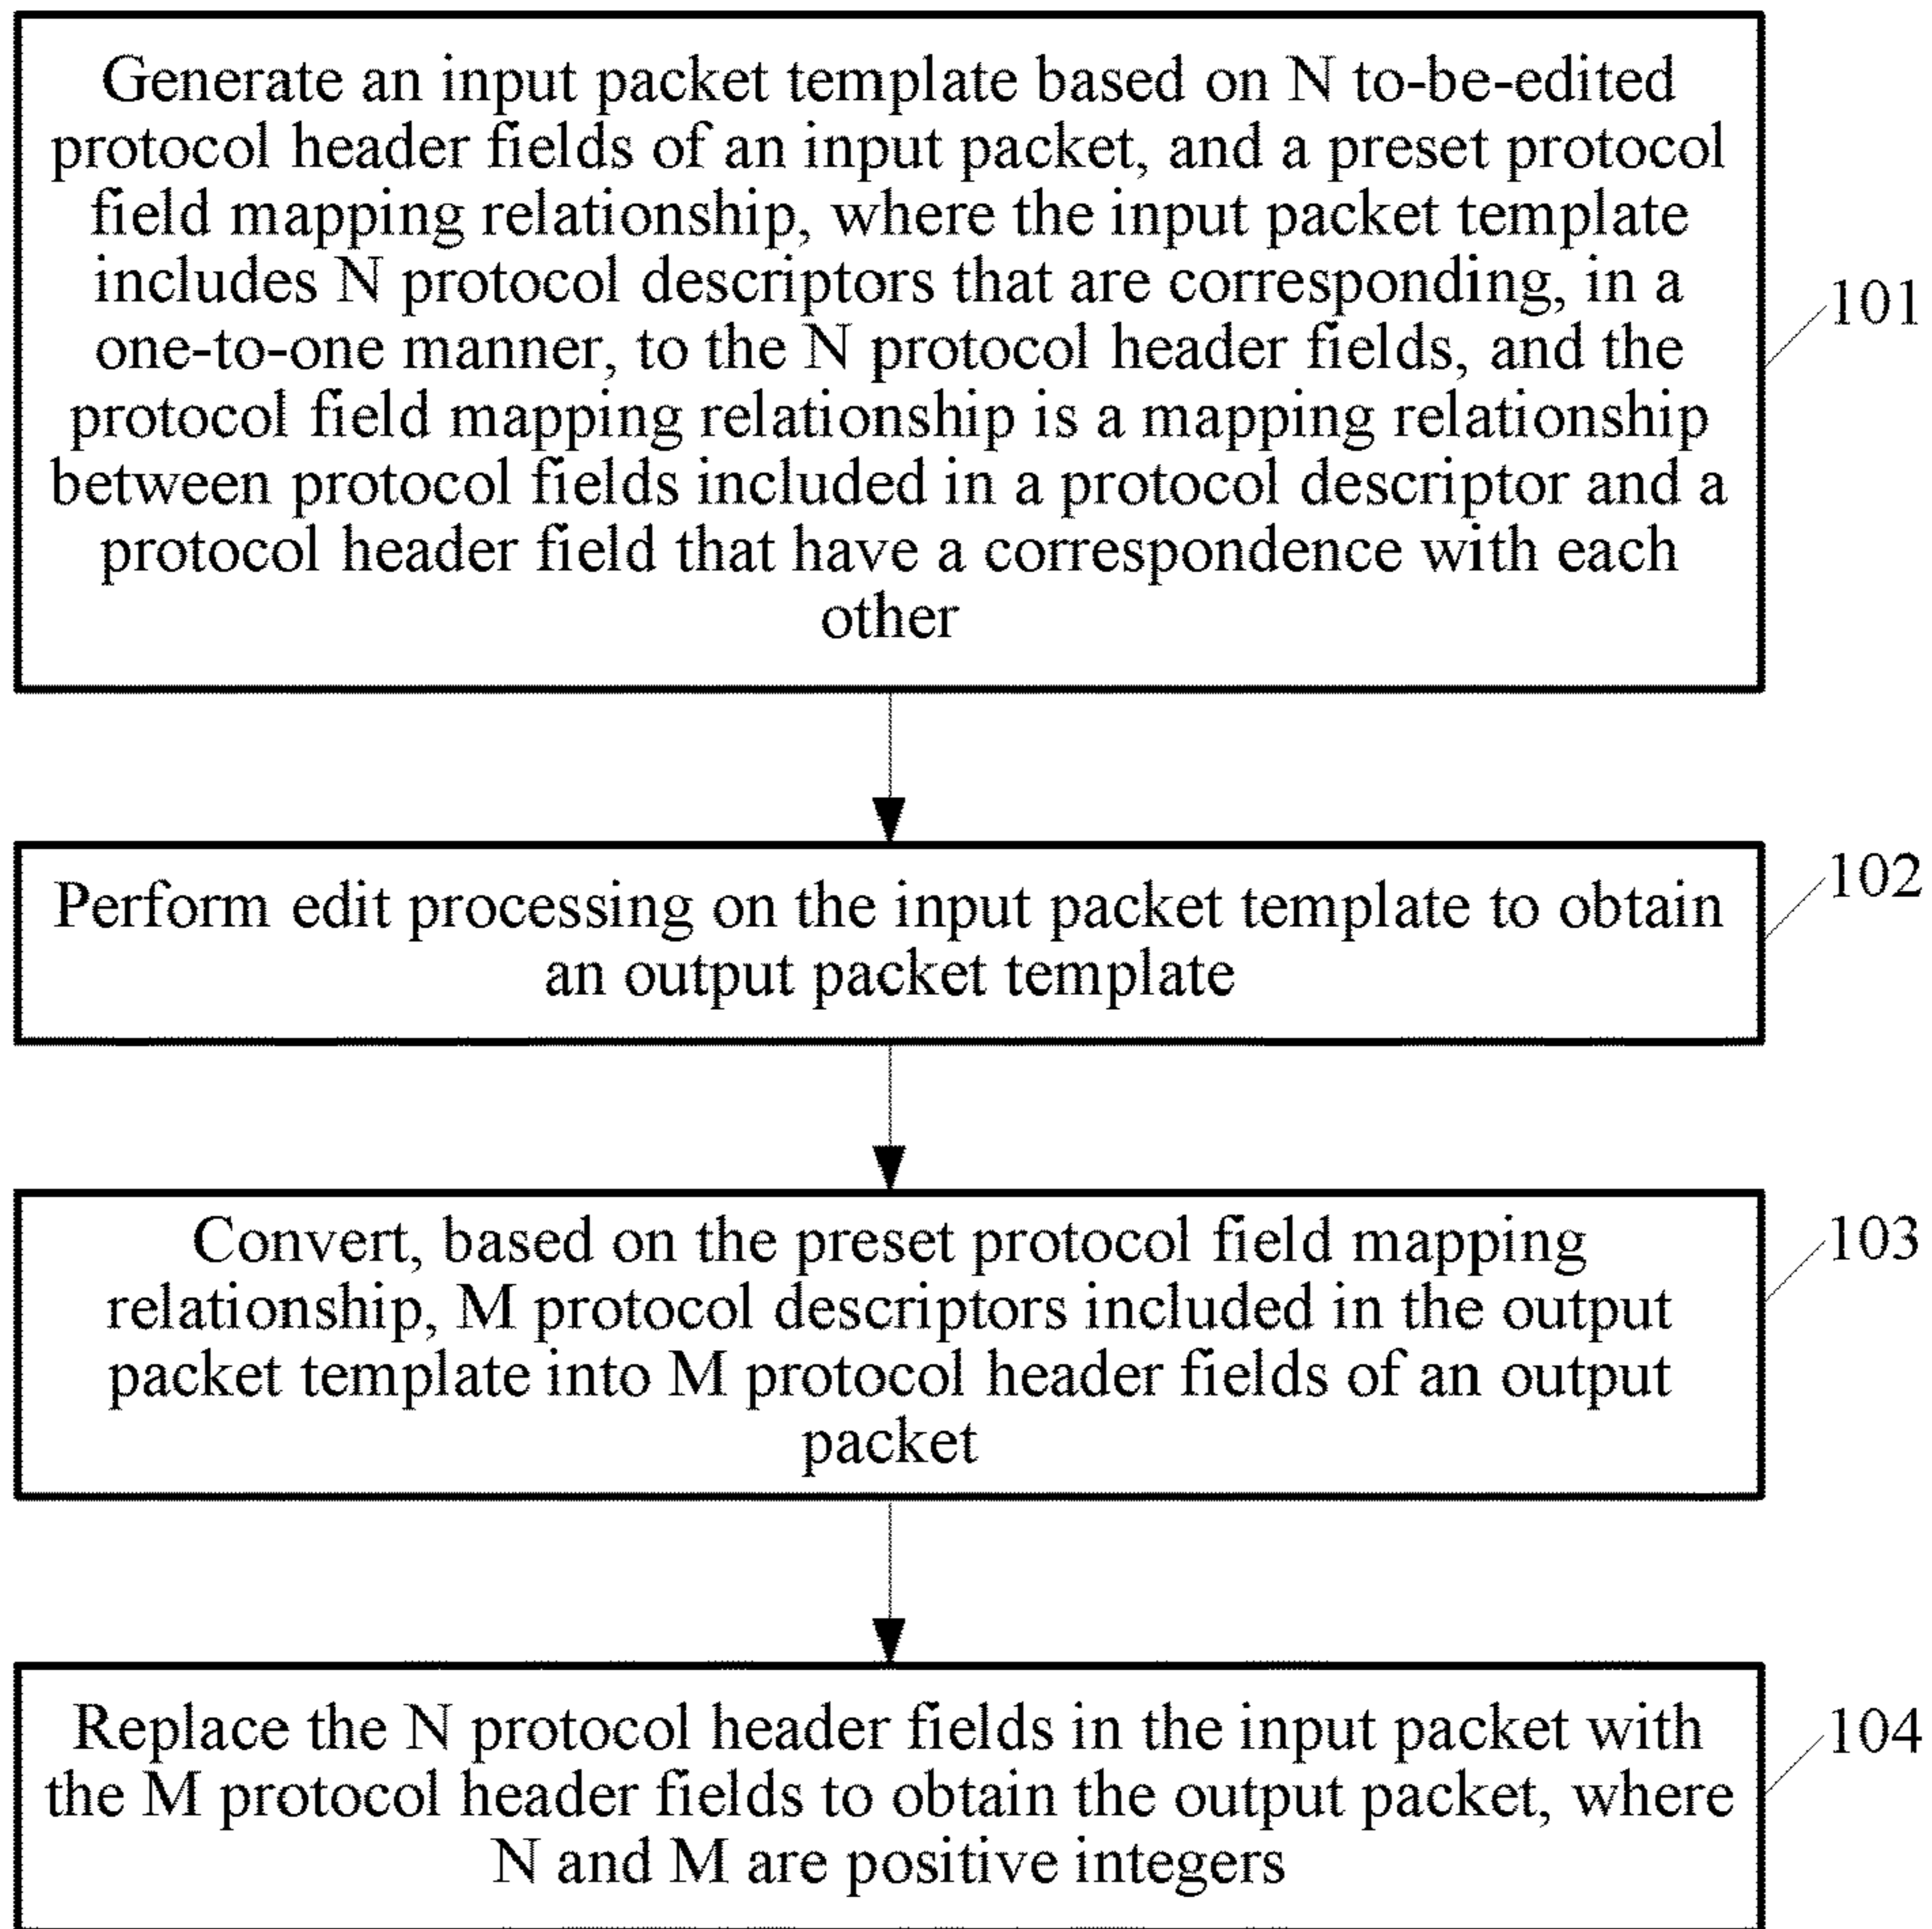 Generate an input packet template based on N to-be-edited
protocol header fields of an input packet, and a preset protocol
field mapping relationship, where the input packet template
includes N protocol descriptors that are corresponding, in a
one-to-one manner, to the N protocol header fields, and the
protocol field mapping relationship is a mapping relationship
between protocol fields included in a protocol descriptor and a
protocol header field that have a correspondence with each
other
101
Perform edit processing on the input packet template to obtain
an output packet template
102
Convert, based on the preset protocol field mapping
relationship, M protocol descriptors included in the output
packet template into M protocol header fields of an output
packet
103
Replace the N protocol header fields in the input packet with
the M protocol header fields to obtain the output packet, where
N and M are positive integers
104